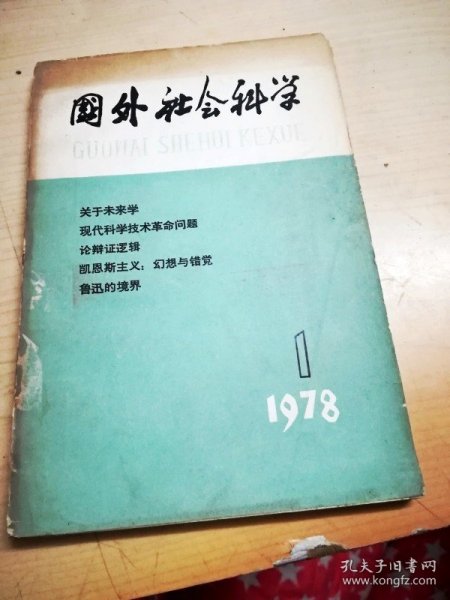 國外社会科学
GUOWAI SHEHUI KEXUE
关于未来学
现代科学技术革命问题
论辩证逻辑
凯恩斯主义：幻想与错觉
鲁迅的境界
1
1978
孔夫子旧书网
www.kongfz.com